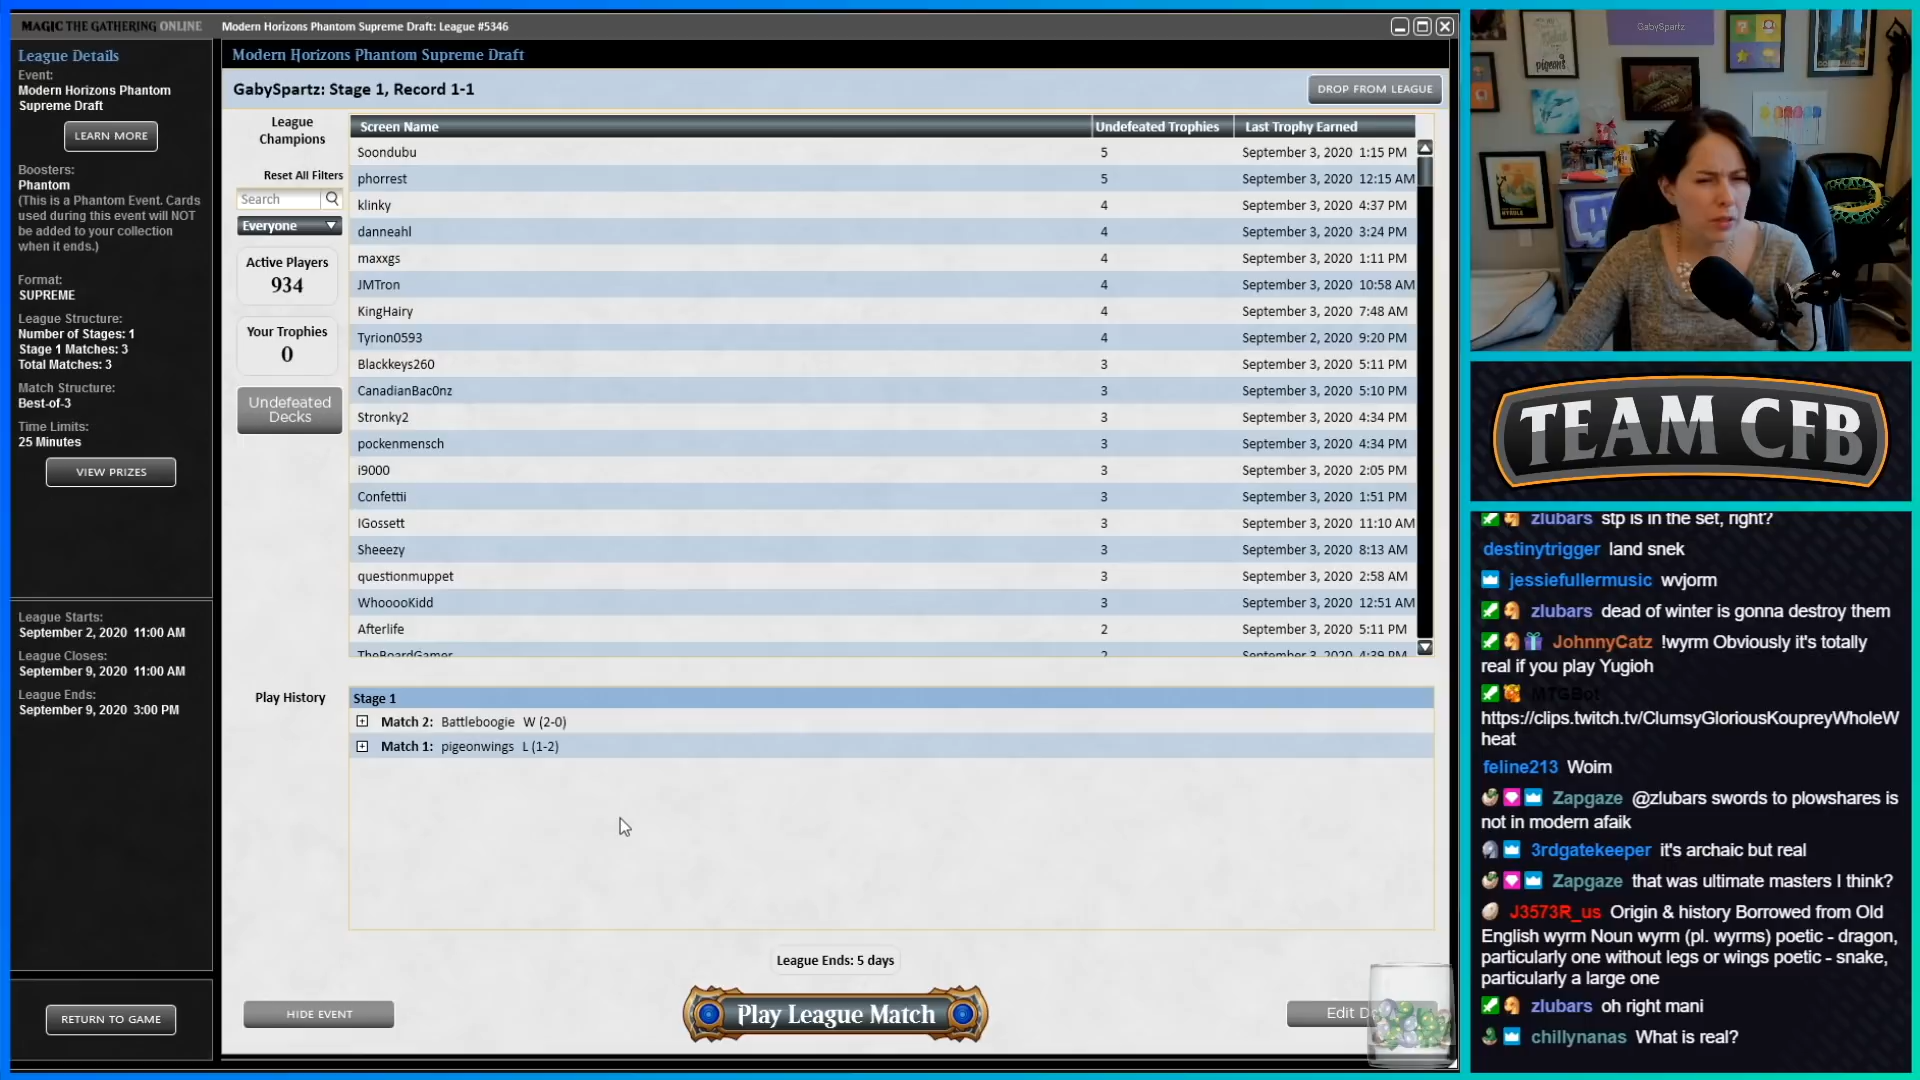 MAGIC THE GATHERING ONLINE
Modern Horizons Phantom Supreme Draft: League #5346
League Details
Event:
Modern Horizons Phantom
Supreme Draft
LEARN MORE
Boosters:
Phantom
(This is a Phantom Event. Cards
used during this event will NOT
be added to your collection
when it ends.)
Format:
SUPREME
League Structure:
Number of Stages: 1
Stage 1 Matches: 3
Total Matches: 3
Match Structure:
Best-of-3
Time Limits:
25 Minutes
VIEW PRIZES
League Starts:
September 2, 2020 11:00 AM
League Closes:
September 9, 2020 11:00 AM
League Ends:
September 9, 2020 3:00 PM
RETURN TO GAME
Modern Horizons Phantom Supreme Draft
GabySpartz: Stage 1, Record 1-1
DROP FROM LEAGUE
League
Champions
Reset All Filters
Search
Everyone
Active Players
934
Your Trophies
0
Undefeated
Decks
Screen Name Undefeated Trophies Last Trophy Earned
Soondubu 5 September 3, 2020 1:15 PM
phorrest 5 September 3, 2020 12:15 AM
klinky 4 September 3, 2020 4:37 PM
danneahl 4 September 3, 2020 3:24 PM
maxxgs 4 September 3, 2020 1:11 PM
JMTron 4 September 3, 2020 10:58 AM
KingHairy 4 September 3, 2020 7:48 AM
Tyrion0593 4 September 2, 2020 9:20 PM
Blackkeys260 3 September 3, 2020 5:11 PM
CanadianBac0nz 3 September 3, 2020 5:10 PM
Stronky2 3 September 3, 2020 4:34 PM
pockenmensch 3 September 3, 2020 4:34 PM
i9000 3 September 3, 2020 2:05 PM
Confettii 3 September 3, 2020 1:51 PM
IGossett 3 September 3, 2020 11:10 AM
Sheeezy 3 September 3, 2020 8:13 AM
questionmuppet 3 September 3, 2020 2:58 AM
WhooooKidd 3 September 3, 2020 12:51 AM
Afterlife 2 September 3, 2020 5:11 PM
TheBoardGamer 2 September 3, 2020 4:39 PM
Play History
Stage 1
Match 2: Battleboogie W (2-0)
Match 1: pigeonwings L (1-2)
League Ends: 5 days
HIDE EVENT
Play League Match
Edit D
GabySpartz
pigeons
HYRULE
TEAM CFB
zlubars stp is in the set, right?
destinytrigger land snek
jessiefullermusic wvjorm
zlubars dead of winter is gonna destroy them
JohnnyCatz !wyrm Obviously it's totally
real if you play Yugioh
MTGBot
https://clips.twitch.tv/ClumsyGloriousKoupreyWholeW
heat
feline213 Woim
Zapgaze @zlubars swords to plowshares is
not in modern afaik
3rdgatekeeper it's archaic but real
Zapgaze that was ultimate masters I think?
J3573R_us Origin & history Borrowed from Old
English wyrm Noun wyrm (pl. wyrms) poetic - dragon,
particularly one without legs or wings poetic - snake,
particularly a large one
zlubars oh right mani
chillynanas What is real?